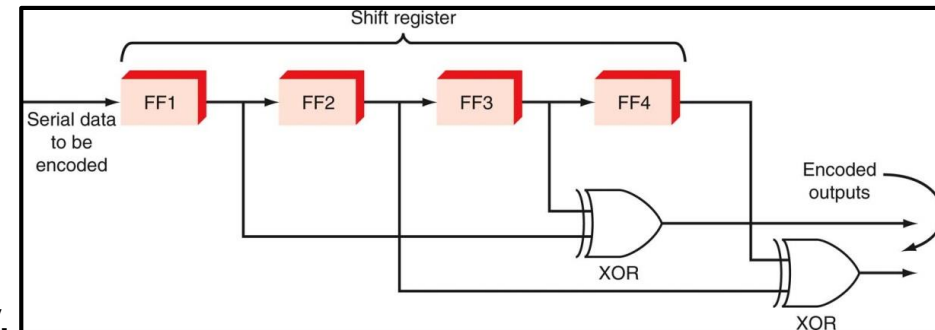 Shift register
FF1
FF2
FF3
FF4
Serial data
to be
encoded
Encoded
outputs
XOR
XOR